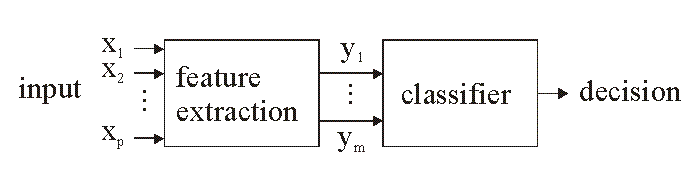 input
x₁
x₂
⋮
xₚ
feature
extraction
y₁
⋮
yₘ
classifier
decision